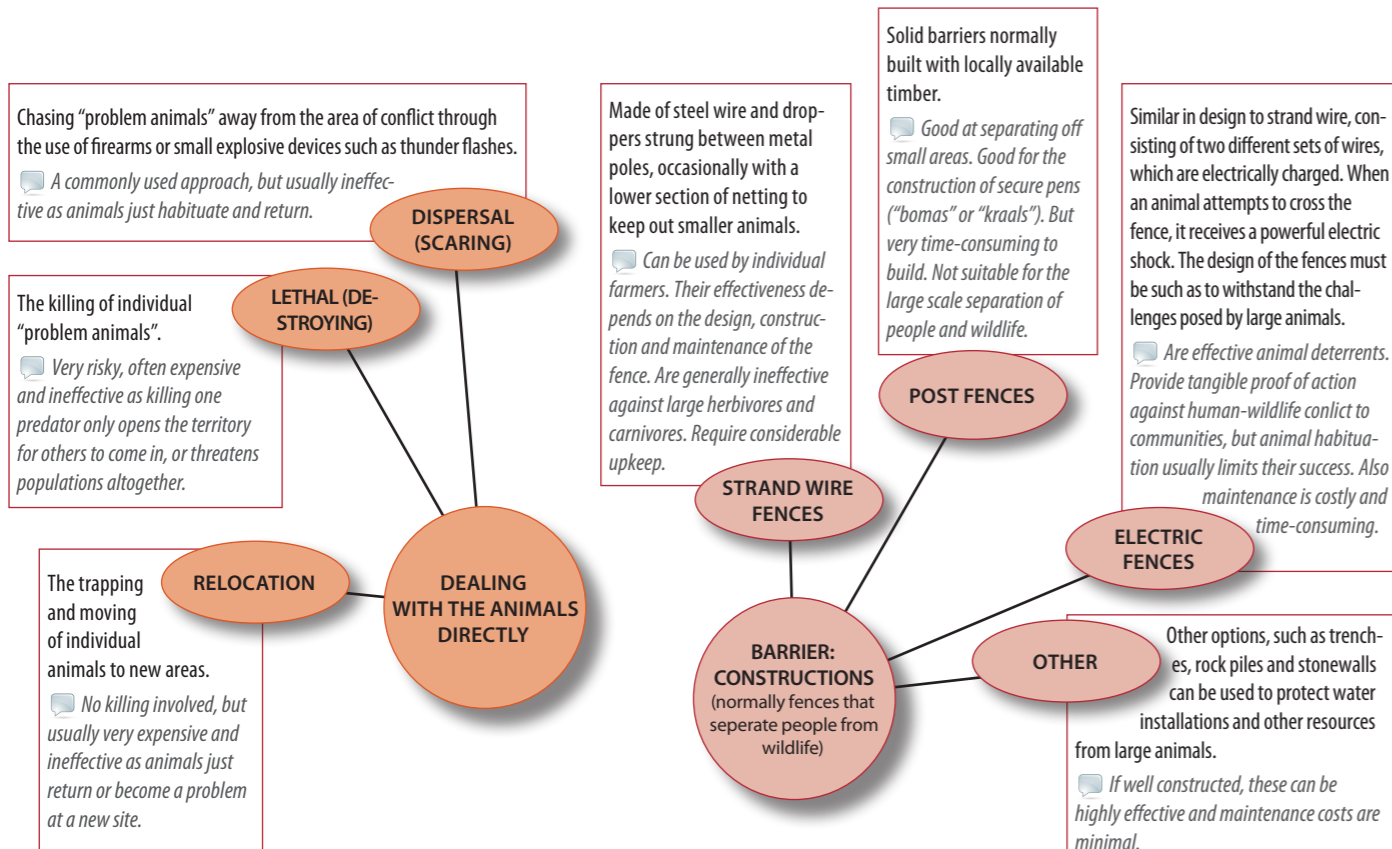 Chasing “problem animals” away from the area of conflict through
the use of firearms or small explosive devices such as thunder flashes.
A commonly used approach, but usually ineffec-
tive as animals just habituate and return.
DISPERSAL
(SCARING)
The killing of individual
“problem animals”.
Very risky, often expensive
and ineffective as killing one
predator only opens the territory
for others to come in, or threatens
populations altogether.
LETHAL (DE-
STROYING)
The trapping
and moving
of individual
animals to new areas.
No killing involved, but
usually very expensive and
ineffective as animals just
return or become a problem
at a new site.
RELOCATION
DEALING
WITH THE ANIMALS
DIRECTLY
Made of steel wire and drop-
pers strung between metal
poles, occasionally with a
lower section of netting to
keep out smaller animals.
Can be used by individual
farmers. Their effectiveness de-
pends on the design, construc-
tion and maintenance of the
fence. Are generally ineffective
against large herbivores and
carnivores. Require considerable
upkeep.
STRAND WIRE
FENCES
Solid barriers normally
built with locally available
timber.
Good at separating off
small areas. Good for the
construction of secure pens
(“bomas” or “kraals”). But
very time-consuming to
build. Not suitable for the
large scale separation of
people and wildlife.
POST FENCES
Similar in design to strand wire, con-
sisting of two different sets of wires,
which are electrically charged. When
an animal attempts to cross the
fence, it receives a powerful electric
shock. The design of the fences must
be such as to withstand the chal-
lenges posed by large animals.
Are effective animal deterrents.
Provide tangible proof of action
against human-wildlife conlict to
communities, but animal habitua-
tion usually limits their success. Also
maintenance is costly and
time-consuming.
ELECTRIC
FENCES
Other options, such as trench-
es, rock piles and stonewalls
can be used to protect water
installations and other resources
from large animals.
If well constructed, these can be
highly effective and maintenance costs are
minimal.
OTHER
BARRIER:
CONSTRUCTIONS
(normally fences that
seperate people from
wildlife)